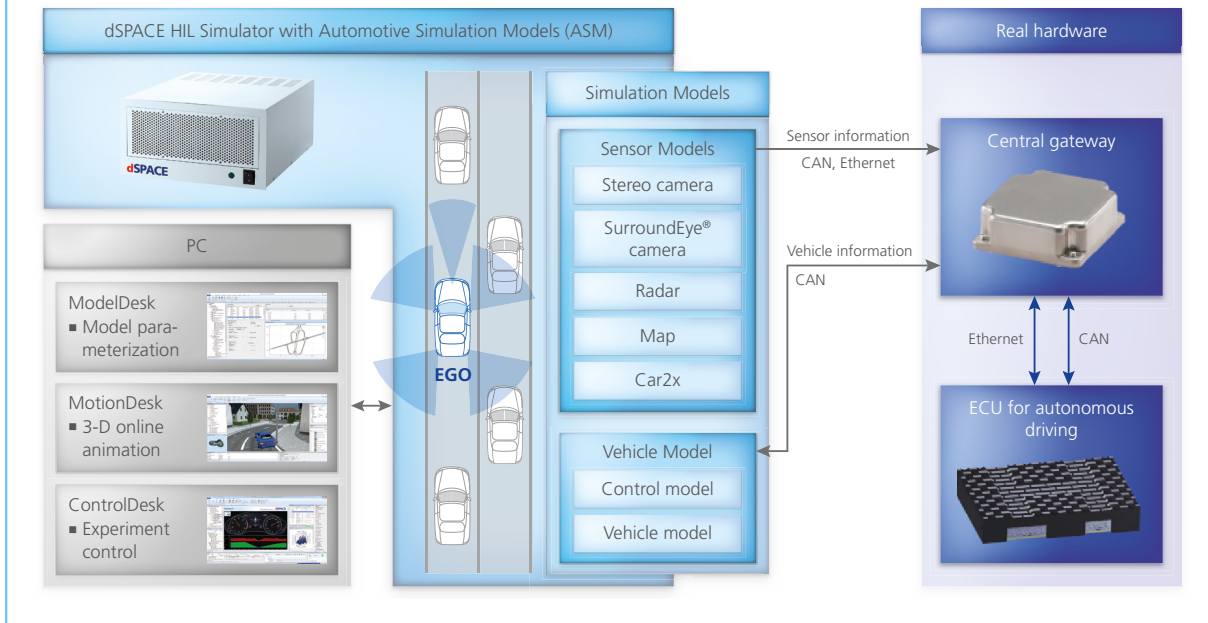 dSPACE HIL Simulator with Automotive Simulation Models (ASM)
dSPACE
PC
ModelDesk
▪ Model para-
meterization
MotionDesk
▪ 3-D online
animation
ControlDesk
▪ Experiment
control
EGO
Simulation Models
Sensor Models
Stereo camera
SurroundEye®
camera
Radar
Map
Car2x
Vehicle Model
Control model
Vehicle model
Sensor information
CAN, Ethernet
Vehicle information
CAN
Real hardware
Central gateway
Ethernet
CAN
ECU for autonomous
driving